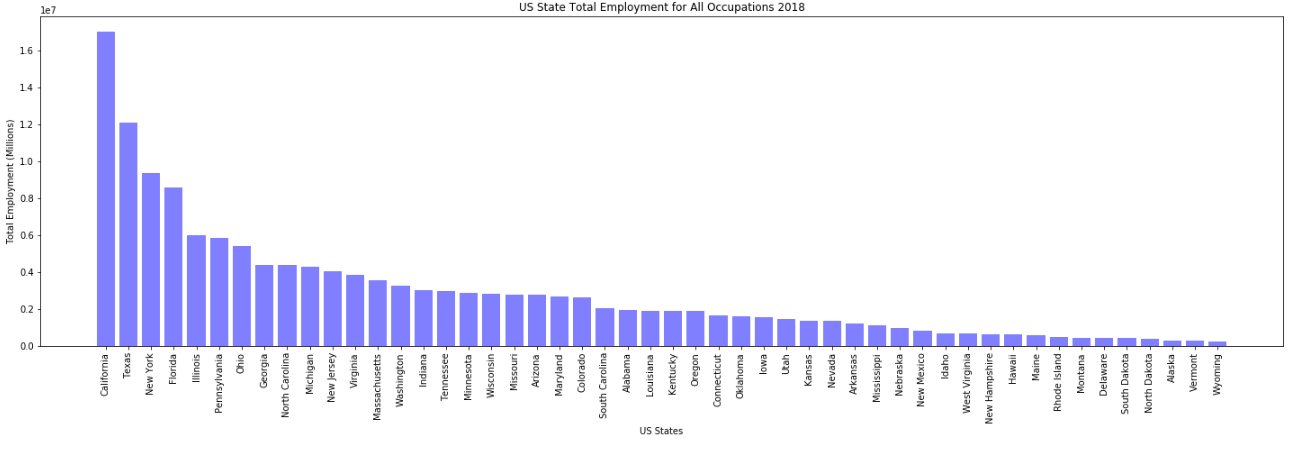 US State Total Employment for All Occupations 2018
1e7
Total Employment (Millions)
1.6
1.4
1.2
1.0
0.8
0.6
0.4
0.2
0.0
California
Texas
New York
Florida
Illinois
Pennsylvania
Ohio
Georgia
North Carolina
Michigan
New Jersey
Virginia
Massachusetts
Washington
Indiana
Tennessee
Minnesota
Wisconsin
Missouri
Arizona
Maryland
Colorado
South Carolina
Alabama
Louisiana
Kentucky
Oregon
Connecticut
Oklahoma
Iowa
Utah
Kansas
Nevada
Arkansas
Mississippi
Nebraska
New Mexico
Idaho
West Virginia
New Hampshire
Hawaii
Maine
Rhode Island
Montana
Delaware
South Dakota
North Dakota
Alaska
Vermont
Wyoming
US States